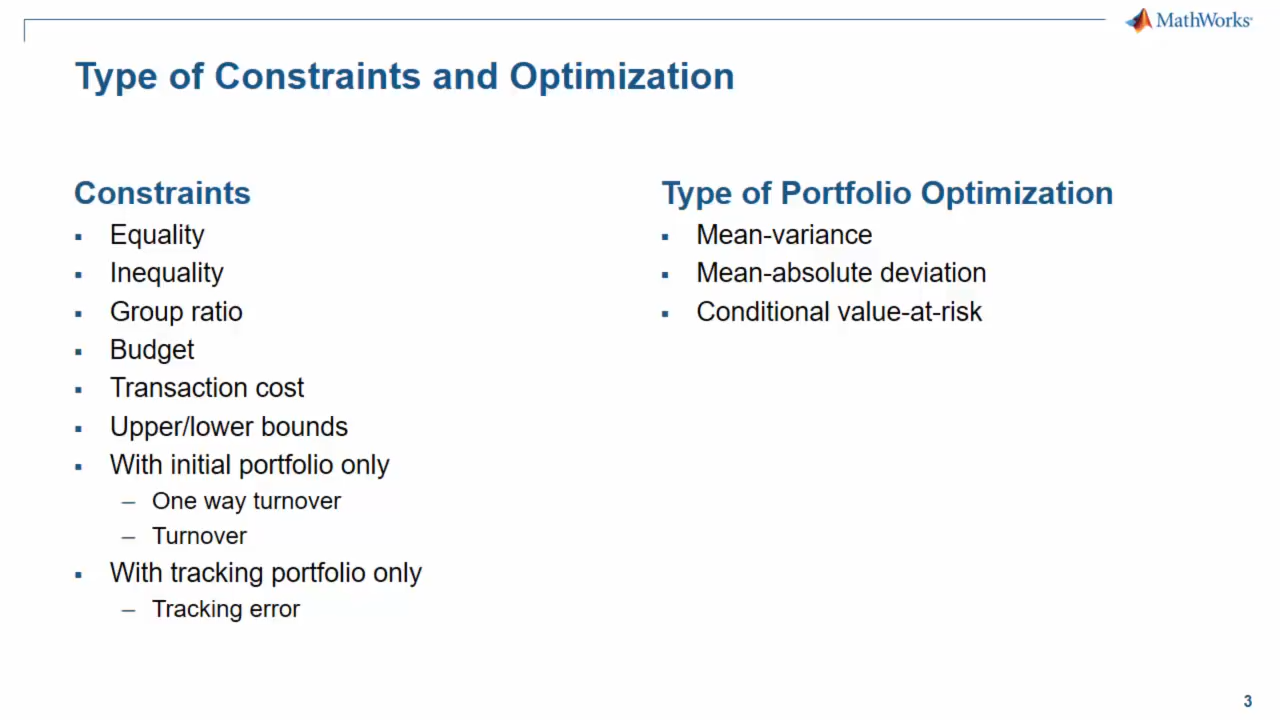 MathWorks
Type of Constraints and Optimization
Constraints
▪ Equality
▪ Inequality
▪ Group ratio
▪ Budget
▪ Transaction cost
▪ Upper/lower bounds
▪ With initial portfolio only
– One way turnover
– Turnover
▪ With tracking portfolio only
– Tracking error
Type of Portfolio Optimization
▪ Mean-variance
▪ Mean-absolute deviation
▪ Conditional value-at-risk
3